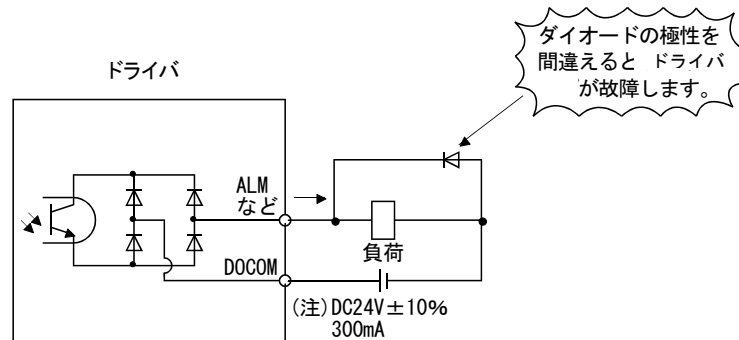 ダイオードの極性を
間違えると ドライバ
が故障します。
ドライバ
ALM
など
負荷
DOCOM
(注)DC24V±10%
300mA